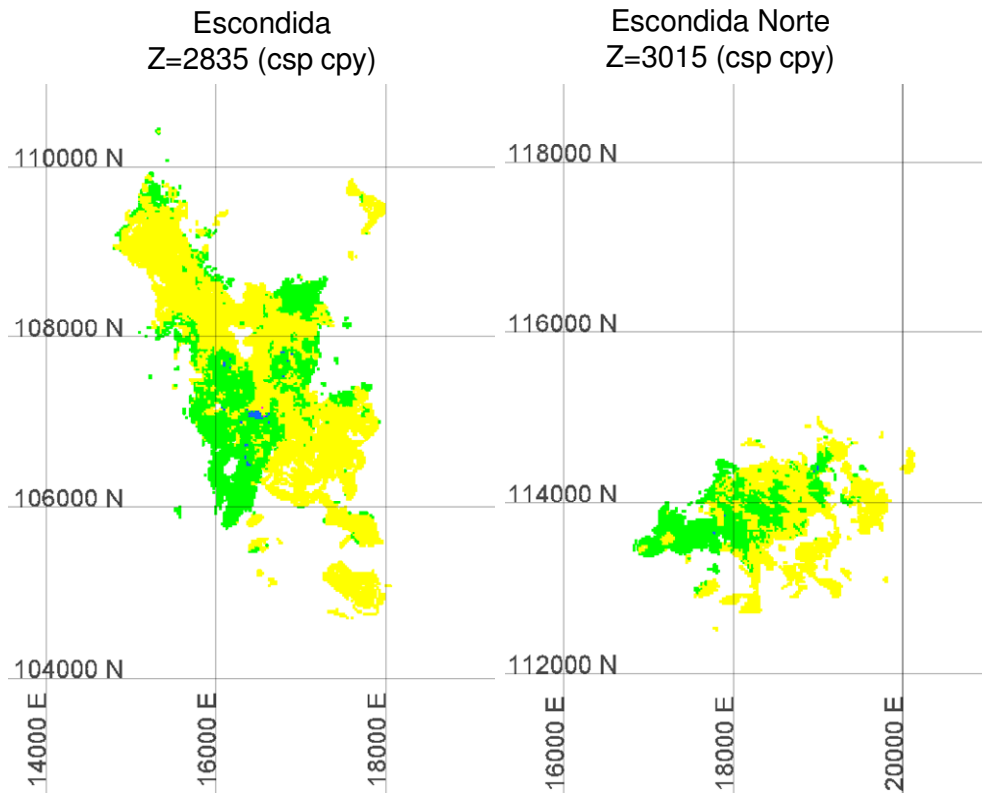 Escondida
Z=2835 (csp cpy)
110000 N
108000 N
106000 N
104000 N
14000 E
16000 E
18000 E
Escondida Norte
Z=3015 (csp cpy)
118000 N
116000 N
114000 N
112000 N
16000 E
18000 E
20000 E